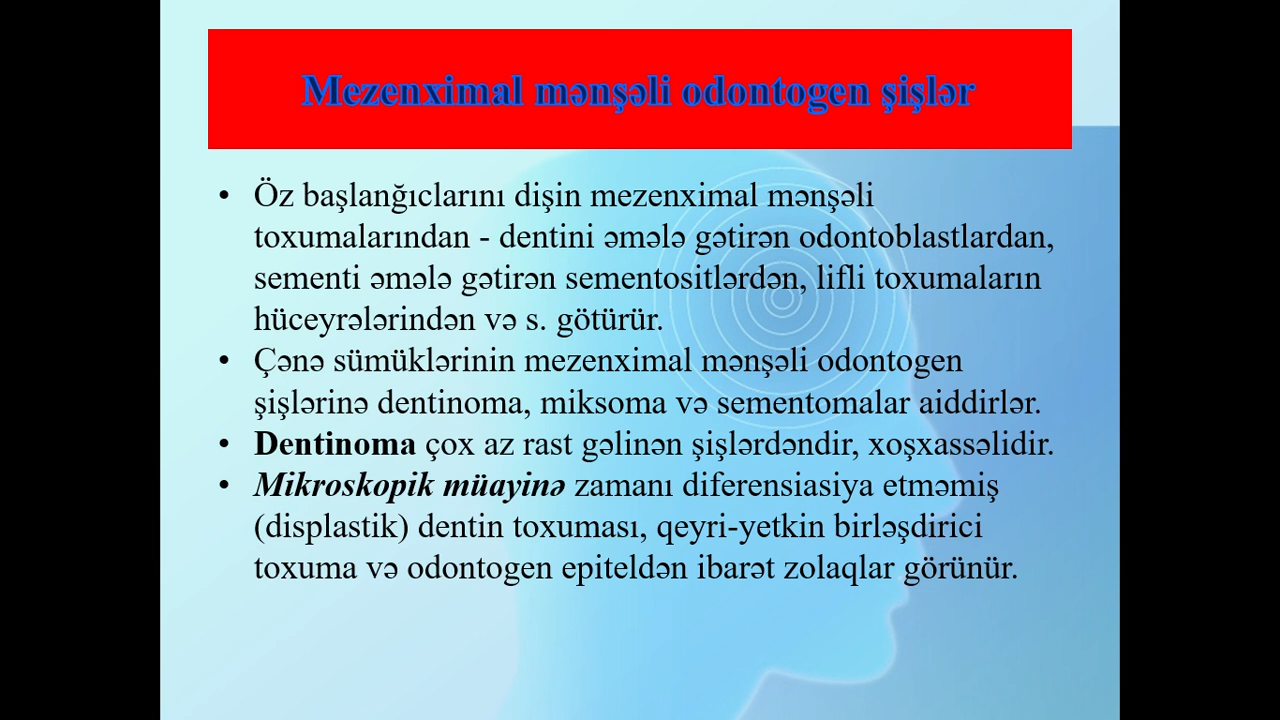 Mezenximal mənşəli odontogen şişlər
• Öz başlanğıclarını dişin mezenximal mənşəli
toxumalarından - dentini əmələ gətirən odontoblastlardan,
sementi əmələ gətirən sementositlərdən, lifli toxumaların
hüceyrələrindən və s. götürür.
• Çənə sümüklərinin mezenximal mənşəli odontogen
şişlərinə dentinoma, miksoma və sementomalar aiddirlər.
• Dentinoma çox az rast gəlinən şişlərdəndir, xoşxassəlidir.
• Mikroskopik müayinə zamanı diferensiasiya etməmiş
(displastik) dentin toxuması, qeyri-yetkin birləşdirici
toxuma və odontogen epiteldən ibarət zolaqlar görünür.